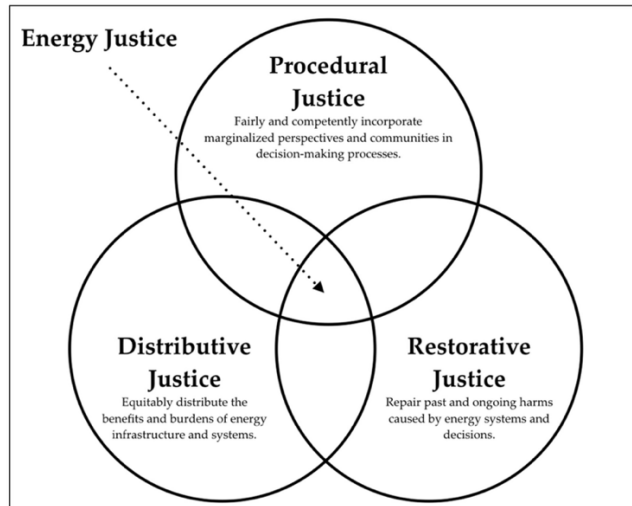 Energy Justice
Procedural
Justice
Fairly and competently incorporate
marginalized perspectives and communities in
decision-making processes.
Distributive
Justice
Equitably distribute the
benefits and burdens of energy
infrastructure and systems.
Restorative
Justice
Repair past and ongoing harms
caused by energy systems and
decisions.